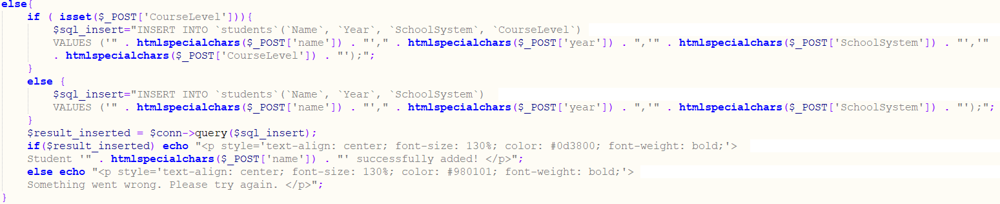 else{
if ( isset($_POST['CourseLevel'])){
$sql_insert="INSERT INTO `students`(`Name`, `Year`, `SchoolSystem`, `CourseLevel`)
VALUES ('" . htmlspecialchars($_POST['name']) . "'," . htmlspecialchars($_POST['year']) . ",'" . htmlspecialchars($_POST['SchoolSystem']) . "','"
. htmlspecialchars($_POST['CourseLevel']) . "');";
}
else {
$sql_insert="INSERT INTO `students`(`Name`, `Year`, `SchoolSystem`)
VALUES ('" . htmlspecialchars($_POST['name']) . "'," . htmlspecialchars($_POST['year']) . ",'" . htmlspecialchars($_POST['SchoolSystem']) . "');";
}
$result_inserted = $conn->query($sql_insert);
if($result_inserted) echo "<p style='text-align: center; font-size: 130%; color: #0d3800; font-weight: bold;'>
Student '" . htmlspecialchars($_POST['name']) . "' successfully added! </p>";
else echo "<p style='text-align: center; font-size: 130%; color: #980101; font-weight: bold;'>
Something went wrong. Please try again. </p>";
}